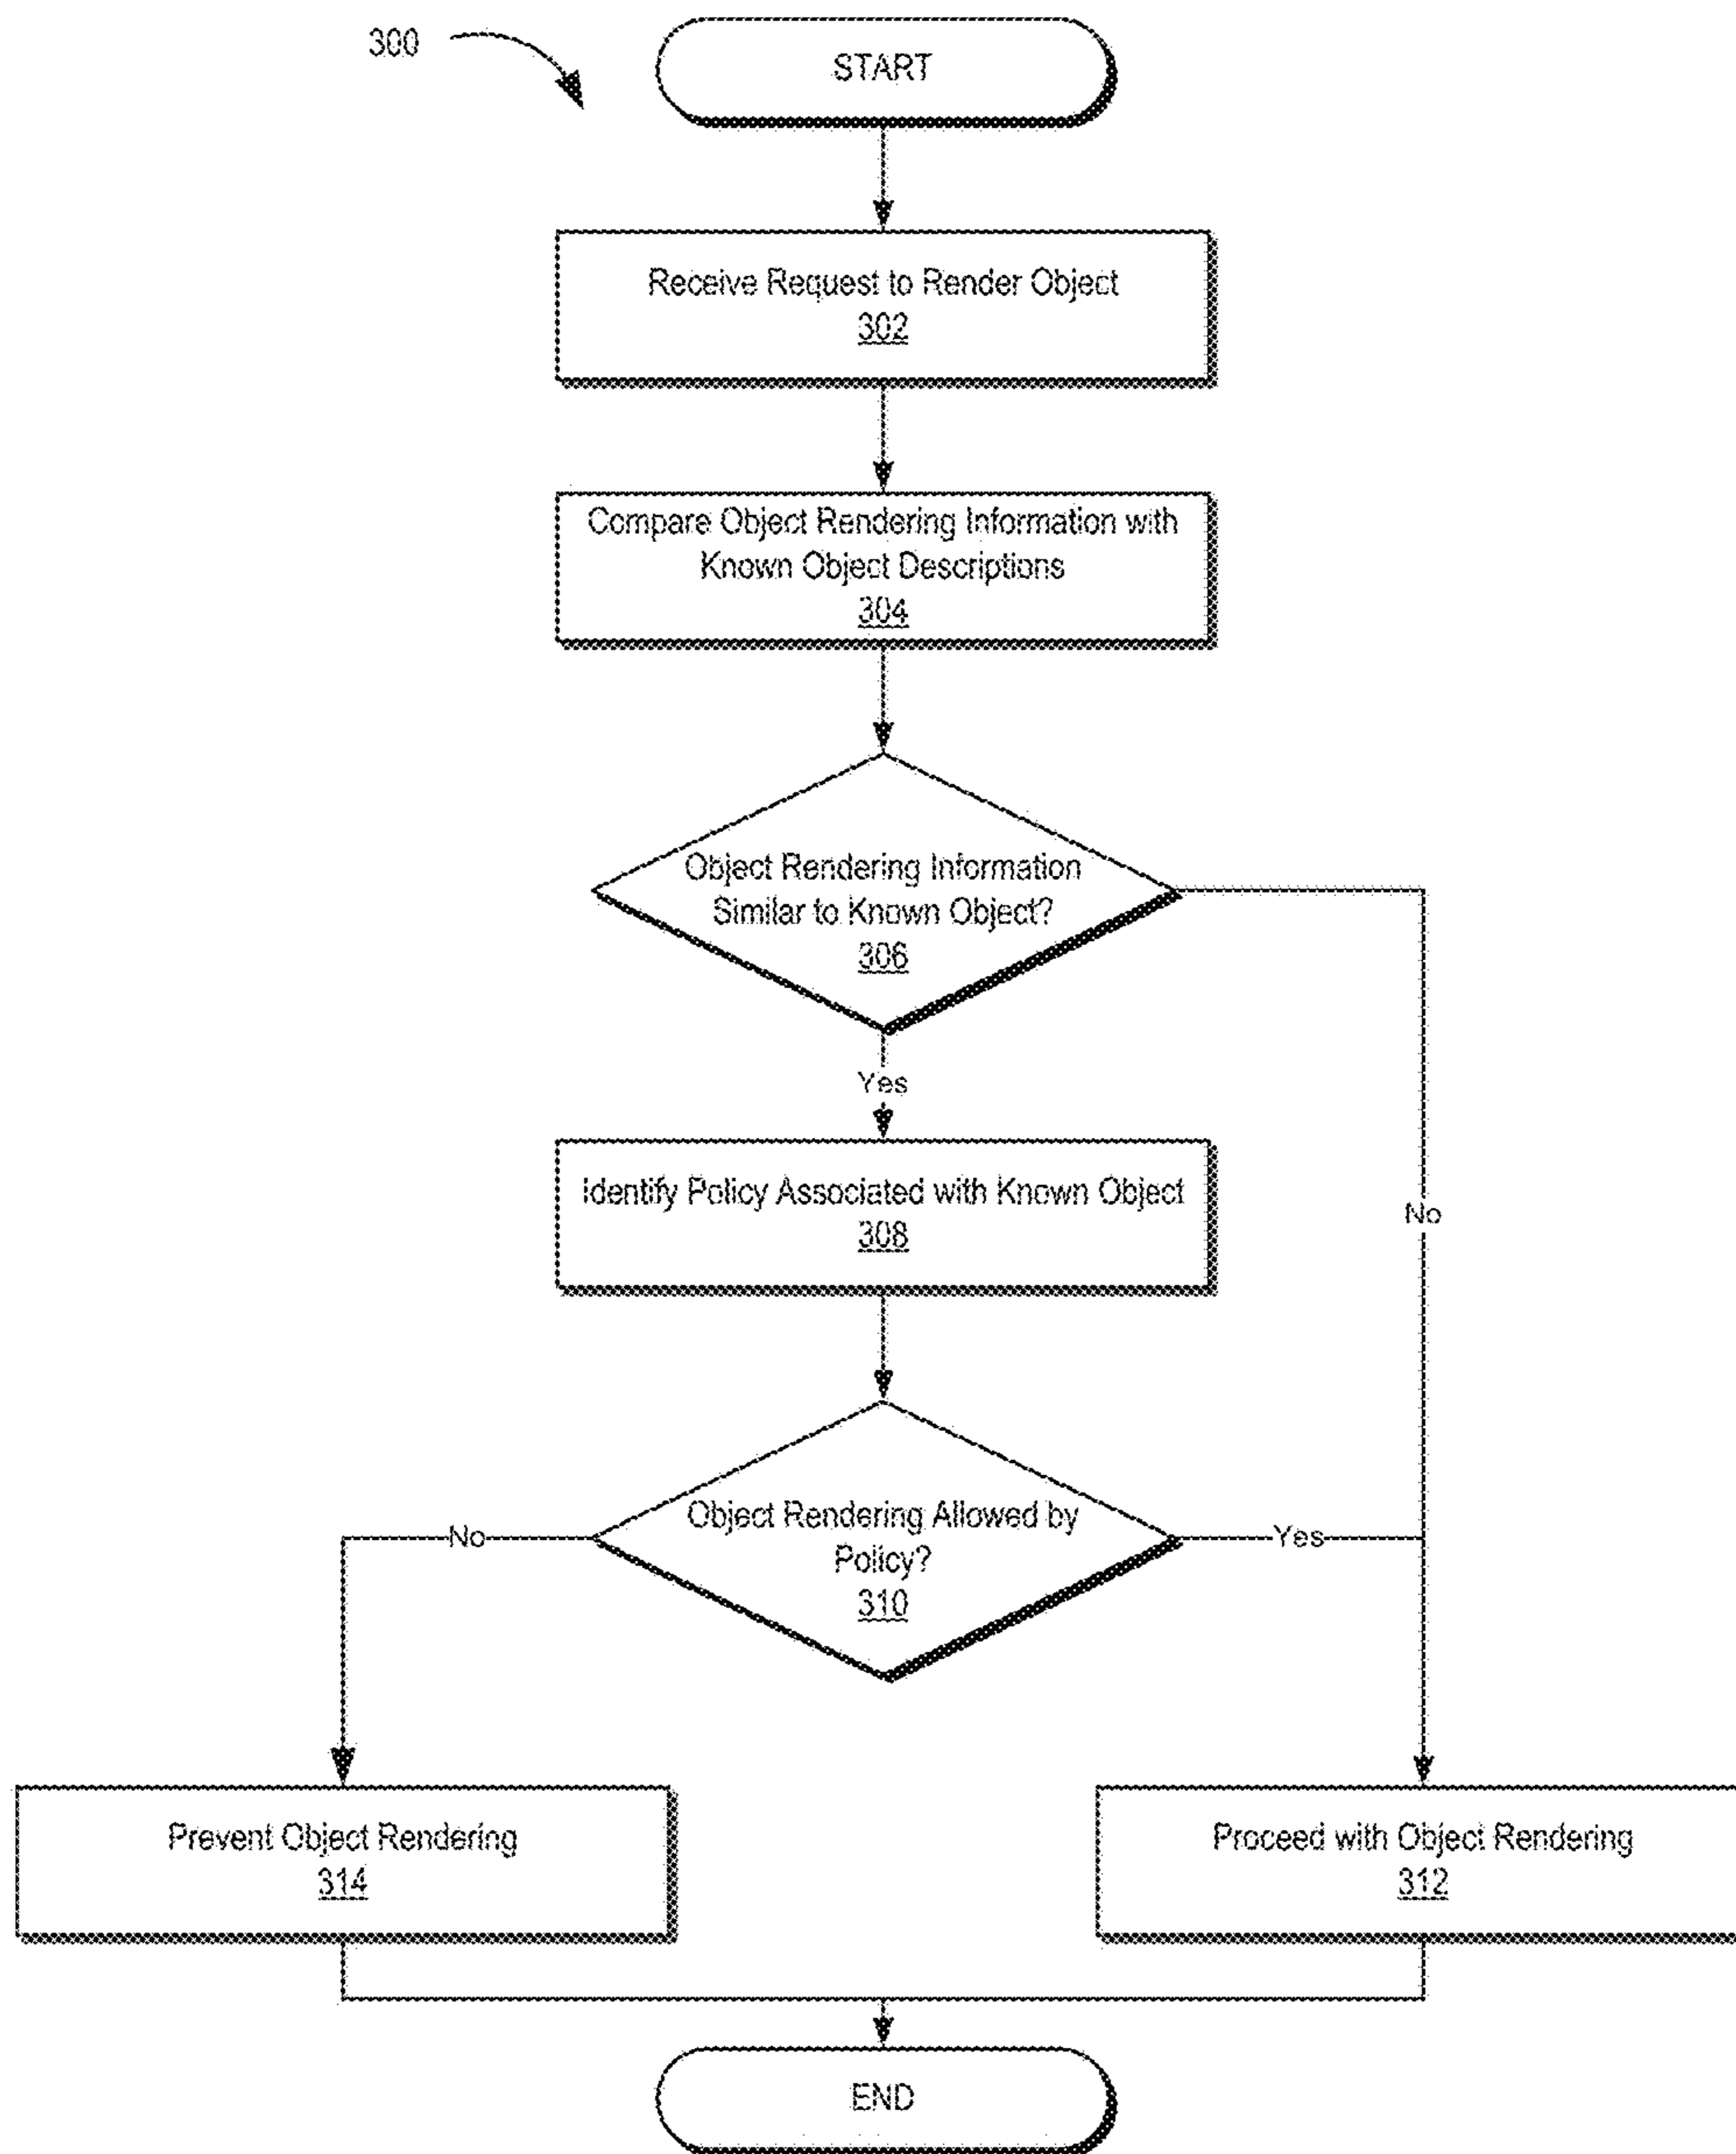 300
START
Receive Request to Render Object
302
Compare Object Rendering Information with
Known Object Descriptions
304
Object Rendering Information
Similar to Known Object?
306
Yes
No
Identify Policy Associated with Known Object
308
Object Rendering Allowed by
Policy?
310
No
Yes
Prevent Object Rendering
314
Proceed with Object Rendering
312
END